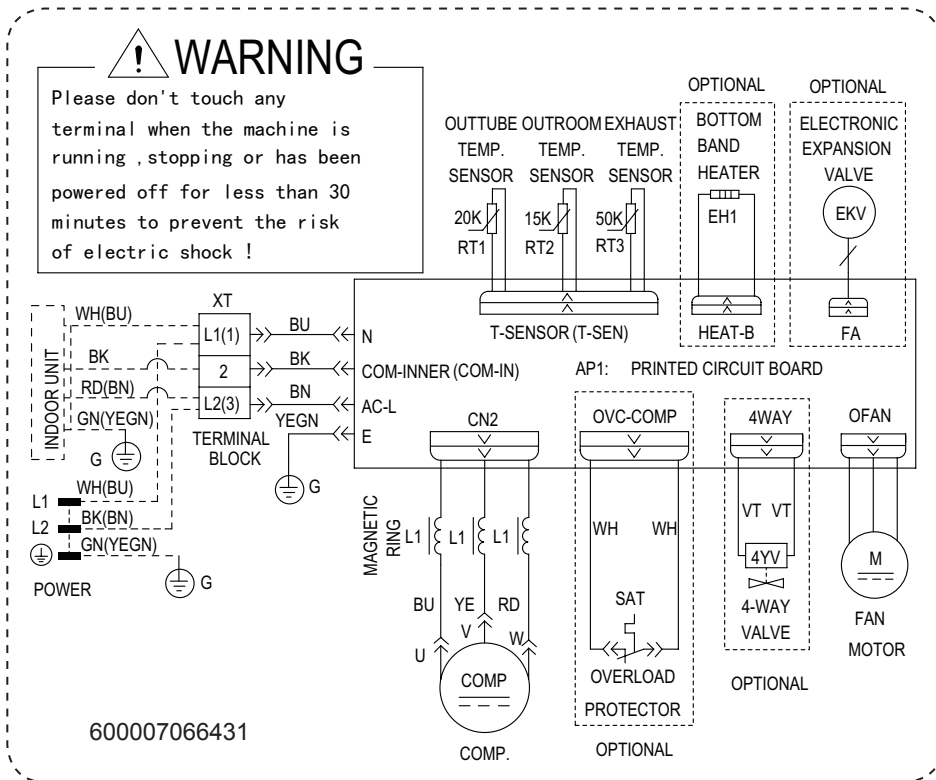 WARNING
!
Please don't touch any
terminal when the machine is
running ,stopping or has been
powered off for less than 30
minutes to prevent the risk
of electric shock !
OUTTUBE
TEMP.
SENSOR
20K
RT1
OUTROOM
TEMP.
SENSOR
15K
RT2
EXHAUST
TEMP.
SENSOR
50K
RT3
T-SENSOR (T-SEN)
OPTIONAL
BOTTOM
BAND
HEATER
EH1
HEAT-B
OPTIONAL
ELECTRONIC
EXPANSION
VALVE
EKV
FA
INDOOR UNIT
WH(BU)
BK
RD(BN)
GN(YEGN)
G
XT
L1(1)
2
L2(3)
TERMINAL
BLOCK
BU
BK
BN
YEGN
G
N
COM-INNER (COM-IN)
AC-L
E
AP1: PRINTED CIRCUIT BOARD
L1
L2
WH(BU)
BK(BN)
GN(YEGN)
G
POWER
CN2
MAGNETIC
RING
L1
L1
L1
BU
YE
RD
U
V
W
COMP
COMP.
OVC-COMP
WH
WH
SAT
OVERLOAD
PROTECTOR
OPTIONAL
4WAY
VT
VT
4YV
4-WAY
VALVE
OPTIONAL
OFAN
M
FAN
MOTOR
600007066431